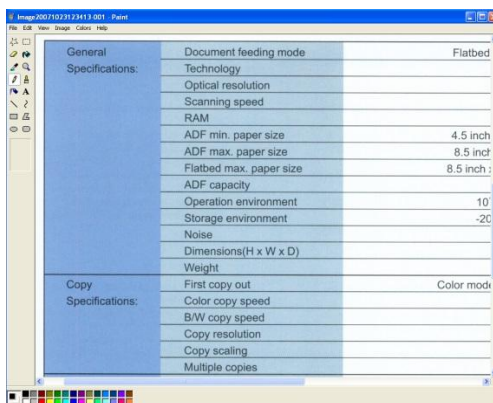 Image20071023123413-001 - Paint
File Edit View Image Colors Help
General Document feeding mode Flatbed
Specifications: Technology
Optical resolution
Scanning speed
RAM
ADF min. paper size 4.5 inch
ADF max. paper size 8.5 inch
Flatbed max. paper size 8.5 inch
ADF capacity
Operation environment 10
Storage environment -20
Noise
Dimensions(H x W x D)
Weight
Copy First copy out Color mode
Specifications: Color copy speed
B/W copy speed
Copy resolution
Copy scaling
Multiple copies